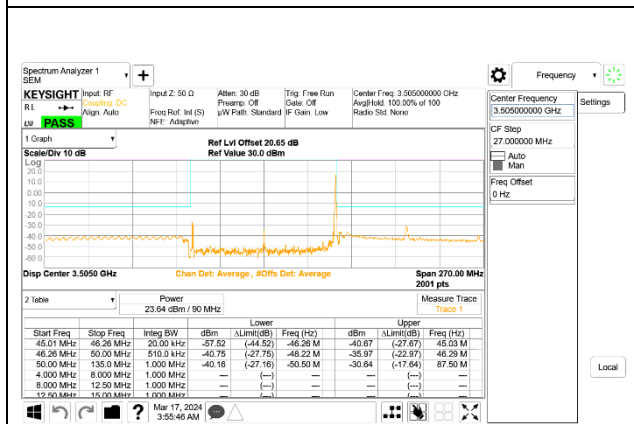 Spectrum Analyzer 1
SEM
Frequency
KEYSIGHT Input: RF
Coupling: DC
Align: Auto
Input Z: 50 Ω
Freq Ref: Int (S)
NFE: Adaptive
Atten: 30 dB
Preamp: Off
µW Path: Standard
Trig: Free Run
Gate: Off
IF Gain: Low
Center Freq: 3.505000000 GHz
Avg|Hold: 100.00% of 100
Radio Std: None
R L
PASS
Center Frequency
3.505000000 GHz
Settings
CF Step
27.000000 MHz
Auto
Man
Freq Offset
0 Hz
1 Graph
Scale/Div 10 dB
Ref Lvl Offset 20.65 dB
Ref Value 30.0 dBm
Log
20.0
10.0
0.00
-10.0
-20.0
-30.0
-40.0
-50.0
-60.0
Disp Center 3.5050 GHz
Chan Det: Average , #Offs Det: Average
Span 270.00 MHz
2001 pts
2 Table
Power
23.64 dBm / 90 MHz
Measure Trace
Trace 1
Lower Upper
Start Freq Stop Freq Integ BW dBm ΔLimit(dB) Freq (Hz) dBm ΔLimit(dB) Freq (Hz)
45.01 MHz 46.26 MHz 20.00 kHz -57.52 (-44.52) -46.26 M -40.67 (-27.67) 45.03 M
46.26 MHz 50.00 MHz 510.0 kHz -40.75 (-27.75) -48.22 M -35.97 (-22.97) 46.29 M
50.00 MHz 135.0 MHz 1.000 MHz -40.16 (-27.16) -50.50 M -30.64 (-17.64) 87.50 M
4.000 MHz 8.000 MHz 1.000 MHz --- (---) --- --- (---) ---
8.000 MHz 12.50 MHz 1.000 MHz --- (---) --- --- (---) ---
12.50 MHz 15.00 MHz 1.000 MHz --- (---) --- --- (---) ---
Local
Mar 17, 2024
3:55:46 AM